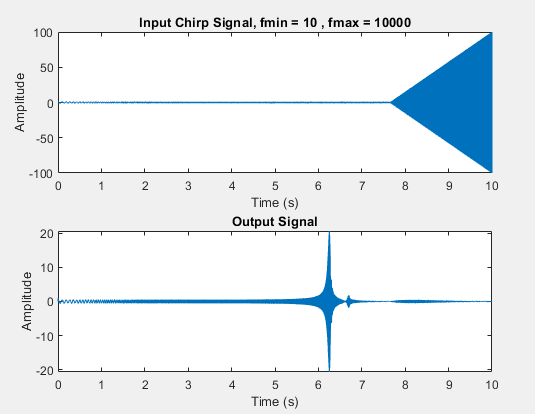 Input Chirp Signal, fmin = 10 , fmax = 10000
100
50
0
-50
-100
Amplitude
0 1 2 3 4 5 6 7 8 9 10
Time (s)
Output Signal
20
10
0
-10
-20
Amplitude
0 1 2 3 4 5 6 7 8 9 10
Time (s)